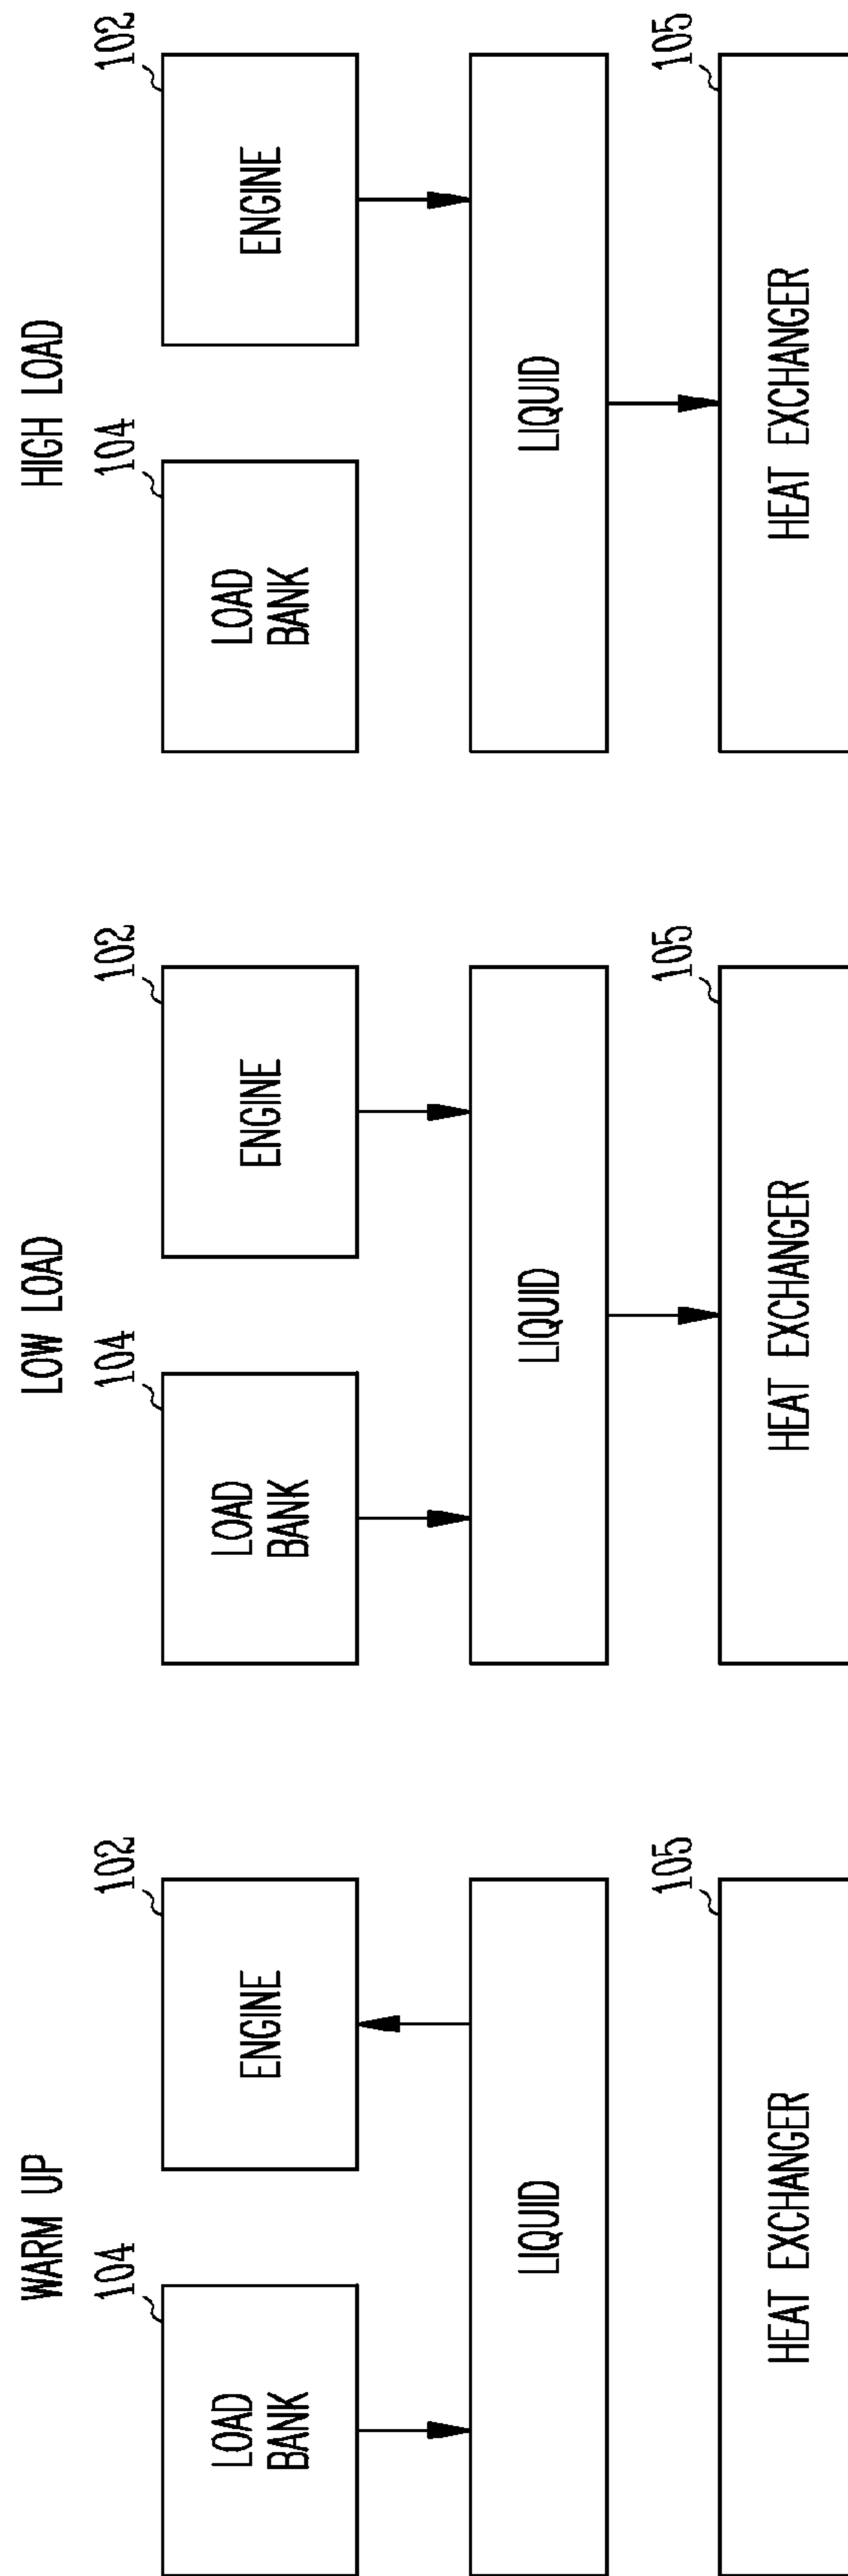 WARM UP
104
102
LOAD
BANK
ENGINE
LIQUID
105
HEAT EXCHANGER
LOW LOAD
104
102
LOAD
BANK
ENGINE
LIQUID
105
HEAT EXCHANGER
HIGH LOAD
104
102
LOAD
BANK
ENGINE
LIQUID
105
HEAT EXCHANGER